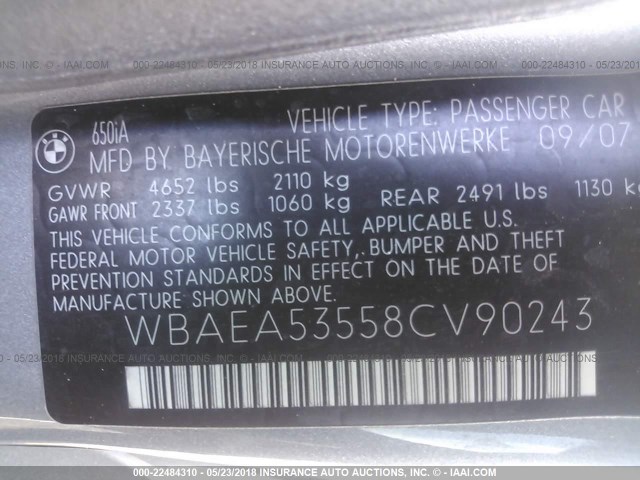 000-22484310 - 05/23/2018 INSURANCE AUTO AUCTIONS, INC. © - IAAI.COM
BMW
650iA
VEHICLE TYPE: PASSENGER CAR
MFD BY BAYERISCHE MOTORENWERKE 09/07
GVWR 4652 lbs 2110 kg
GAWR FRONT 2337 lbs 1060 kg REAR 2491 lbs 1130 kg
THIS VEHICLE CONFORMS TO ALL APPLICABLE U.S.
FEDERAL MOTOR VEHICLE SAFETY, BUMPER AND THEFT
PREVENTION STANDARDS IN EFFECT ON THE DATE OF
MANUFACTURE SHOWN ABOVE.
WBAEA53558CV90243
000-22484310 - 05/23/2018 INSURANCE AUTO AUCTIONS, INC. © - IAAI.COM